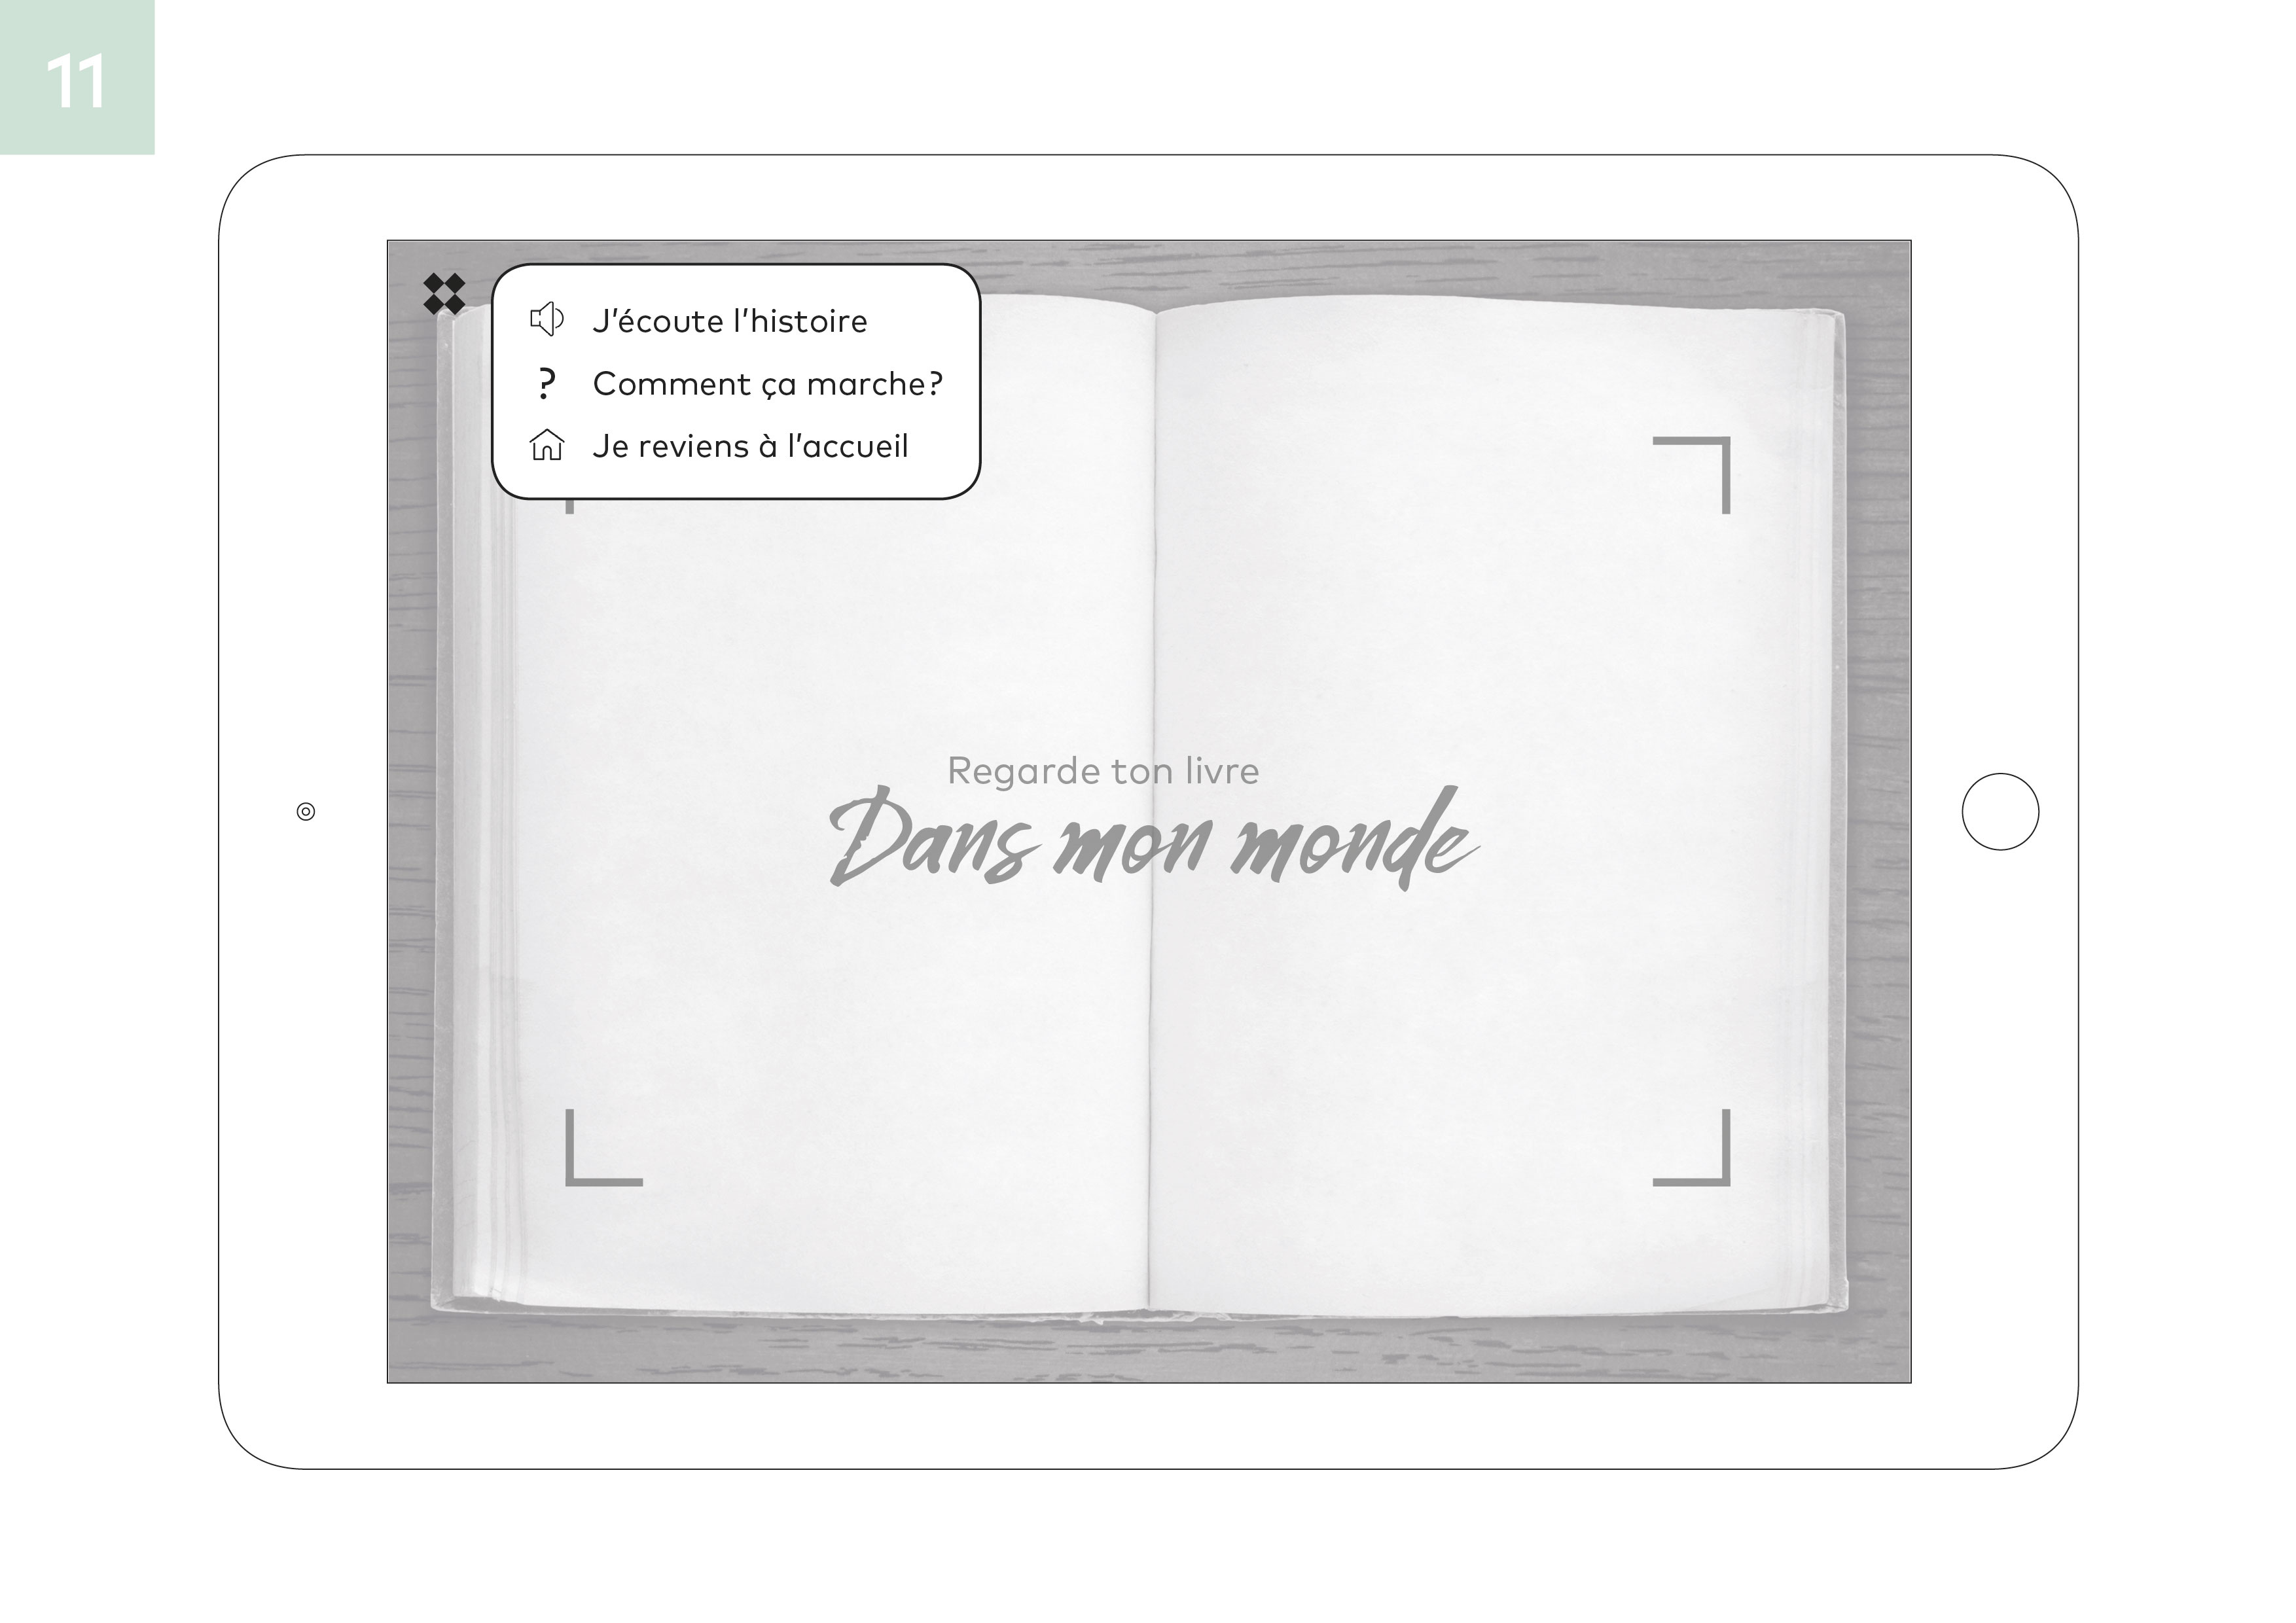 11
J'écoute l'histoire
? Comment ça marche?
Je reviens à l'accueil
Regarde ton livre
Dans mon monde